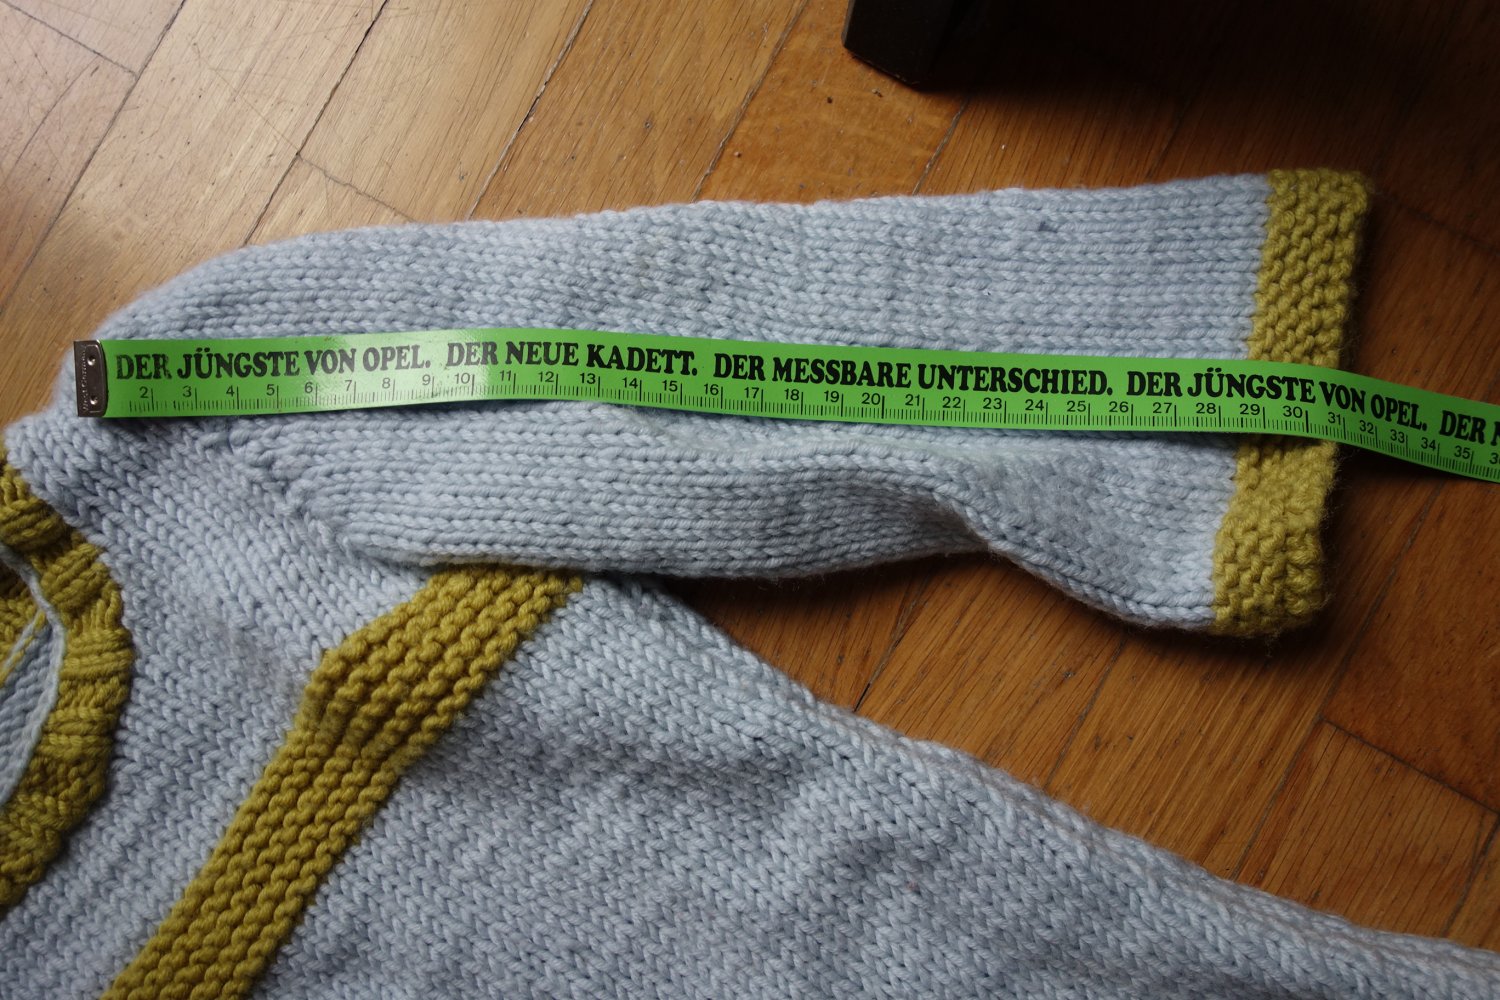 DER JÜNGSTE VON OPEL. DER NEUE KADETT. DER MESSBARE UNTERSCHIED. DER JÜNGSTE VON OPEL. DER
2 3 4 5 6 7 8 9 10 11 12 13 14 15 16 17 18 19 20 21 22 23 24 25 26 27 28 29 30 31 32 33 34 35